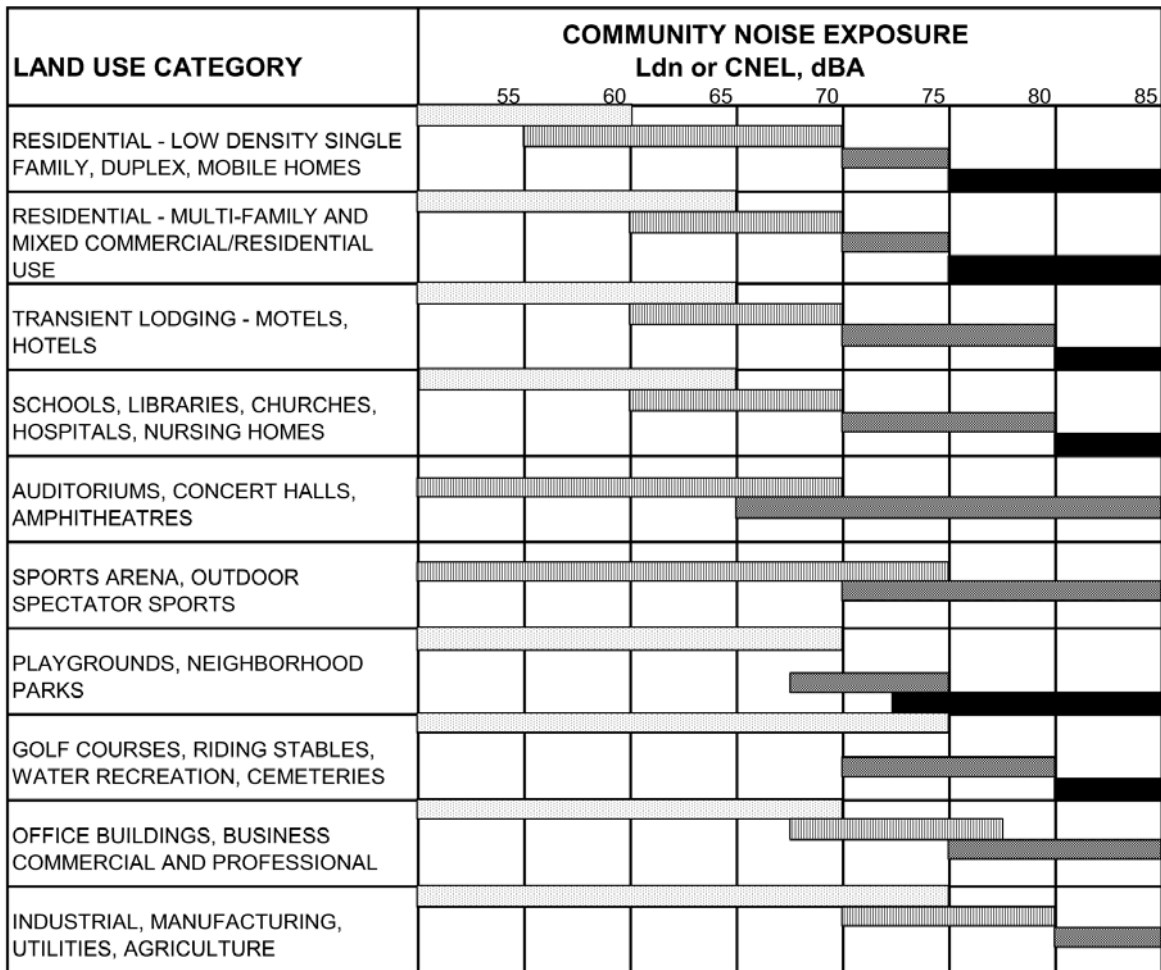 COMMUNITY NOISE EXPOSURE
LAND USE CATEGORY
Ldn or CNEL, dBA
55 60 65 70 75 80 85
RESIDENTIAL - LOW DENSITY SINGLE
FAMILY, DUPLEX, MOBILE HOMES
RESIDENTIAL - MULTI-FAMILY AND
MIXED COMMERCIAL/RESIDENTIAL
USE
TRANSIENT LODGING - MOTELS,
HOTELS
SCHOOLS, LIBRARIES, CHURCHES,
HOSPITALS, NURSING HOMES
AUDITORIUMS, CONCERT HALLS,
AMPHITHEATRES
SPORTS ARENA, OUTDOOR
SPECTATOR SPORTS
PLAYGROUNDS, NEIGHBORHOOD
PARKS
GOLF COURSES, RIDING STABLES,
WATER RECREATION, CEMETERIES
OFFICE BUILDINGS, BUSINESS
COMMERCIAL AND PROFESSIONAL
INDUSTRIAL, MANUFACTURING,
UTILITIES, AGRICULTURE